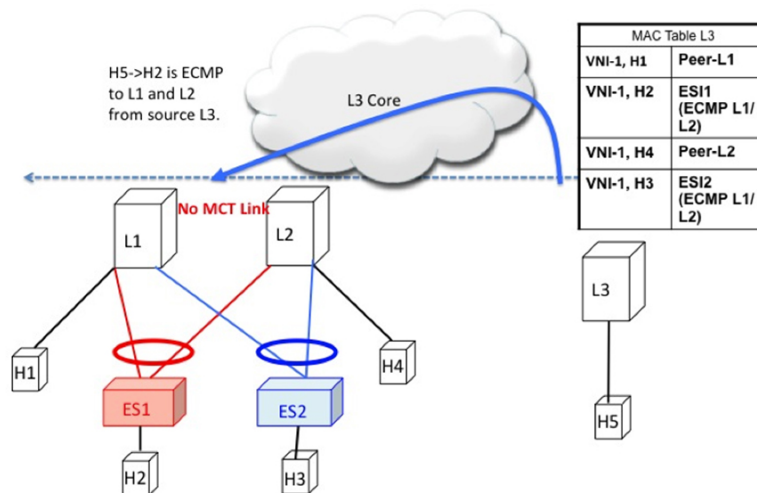 H5->H2 is ECMP
to L1 and L2
from source L3.
L3 Core
MAC Table L3
VNI-1, H1 Peer-L1
VNI-1, H2 ESI1
(ECMP L1/
L2)
VNI-1, H4 Peer-L2
VNI-1, H3 ESI2
(ECMP L1/
L2)
No MCT Link
L1
L2
L3
H1
H4
ES1
ES2
H5
H2
H3